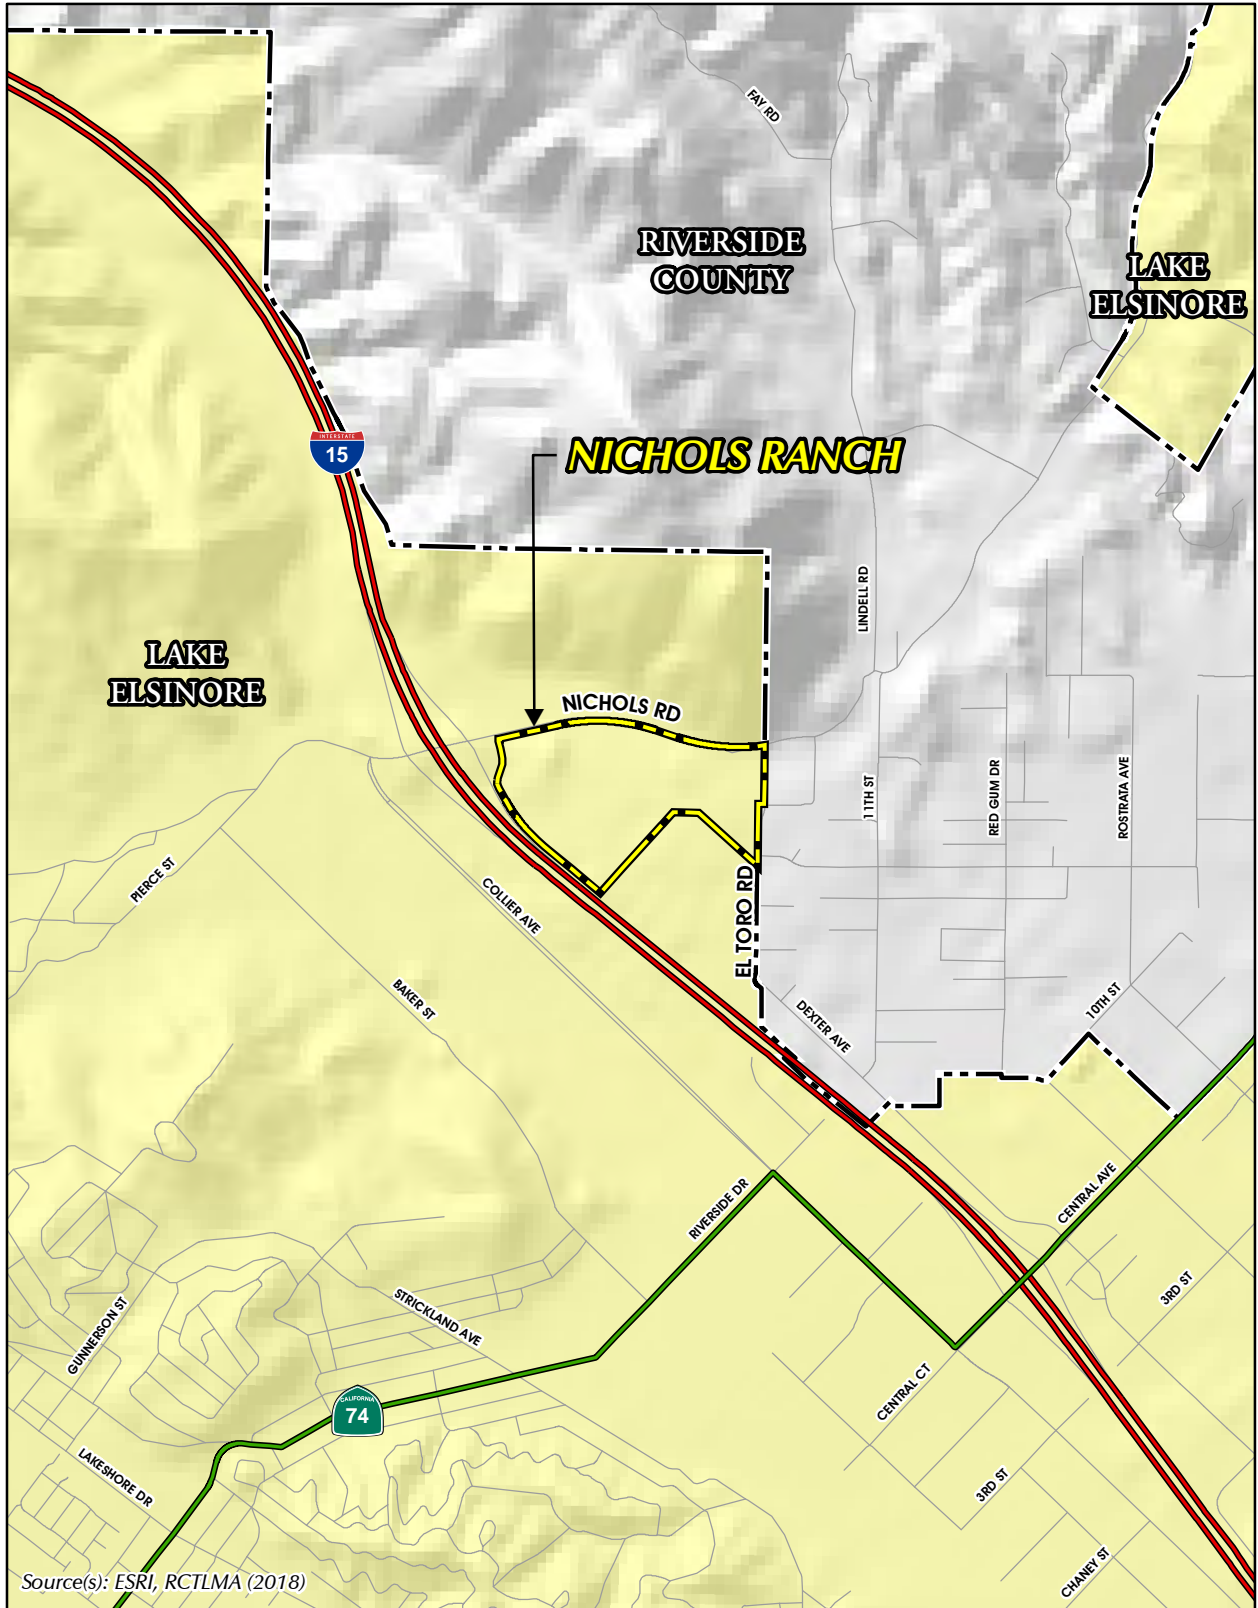 FAY RD
RIVERSIDE
COUNTY
LAKE
ELSINORE
INTERSTATE
15
NICHOLS RANCH
LINDELL RD
LAKE
ELSINORE
NICHOLS RD
11TH ST
RED GUM DR
ROSTRATA AVE
PIERCE ST
COLLIER AVE
EL TORO RD
BAKER ST
DEXTER AVE
10TH ST
RIVERSIDE DR
CENTRAL AVE
GUNNERSON ST
STRICKLAND AVE
3RD ST
CALIFORNIA
74
CENTRAL CT
LAKESHORE DR
3RD ST
CHANEY ST
Source(s): ESRI, RCTLMA (2018)